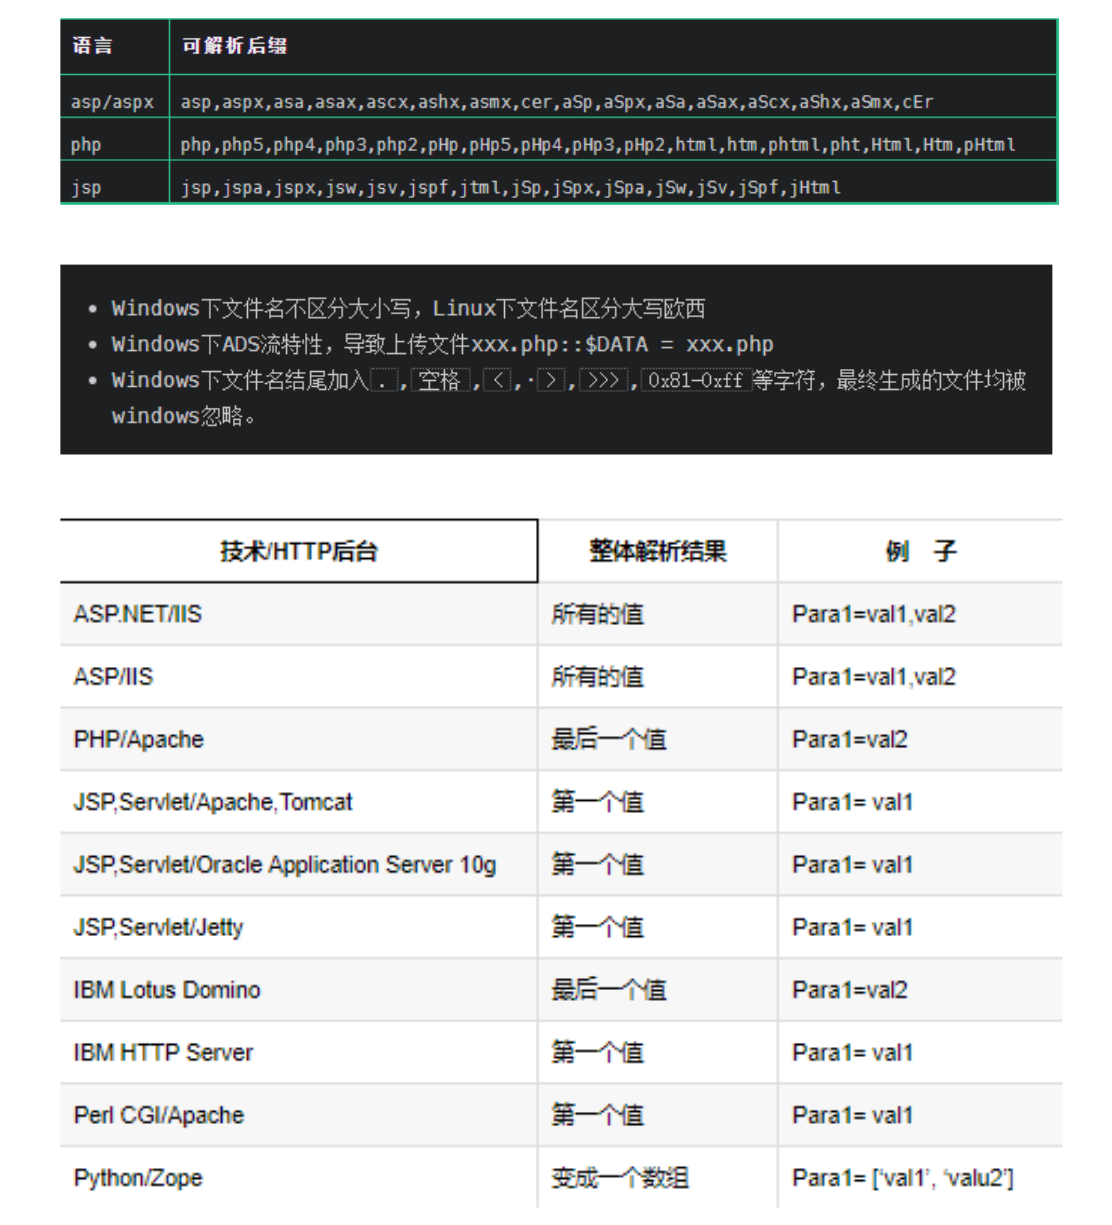 语言 可解析后缀
asp/aspx asp,aspx,asa,asax,ascx,ashx,asmx,cer,aSp,aSpx,aSa,aSax,aScx,aShx,aSmx,cEr
php php,php5,php4,php3,php2,pHp,pHp5,pHp4,pHp3,pHp2,html,htm,phtml,pht,Html,Htm,pHtml
jsp jsp,jspa,jspx,jsw,jsv,jspf,jtml,jSp,jSpx,jSpa,jSw,jSv,jSpf,jHtml
• Windows下文件名不区分大小写，Linux下文件名区分大写欧西
• Windows下ADS流特性，导致上传文件xxx.php::$DATA = xxx.php
• Windows下文件名结尾加入.,空格,<,·>,>>>,0x81-0xff等字符，最终生成的文件均被
windows忽略。
技术/HTTP后台 整体解析结果 例 子
ASP.NET/IIS 所有的值 Para1=val1,val2
ASP/IIS 所有的值 Para1=val1,val2
PHP/Apache 最后一个值 Para1=val2
JSP,Servlet/Apache,Tomcat 第一个值 Para1= val1
JSP,Servlet/Oracle Application Server 10g 第一个值 Para1= val1
JSP,Servlet/Jetty 第一个值 Para1= val1
IBM Lotus Domino 最后一个值 Para1=val2
IBM HTTP Server 第一个值 Para1= val1
Perl CGI/Apache 第一个值 Para1= val1
Python/Zope 变成一个数组 Para1= [‘val1’, ‘valu2’]